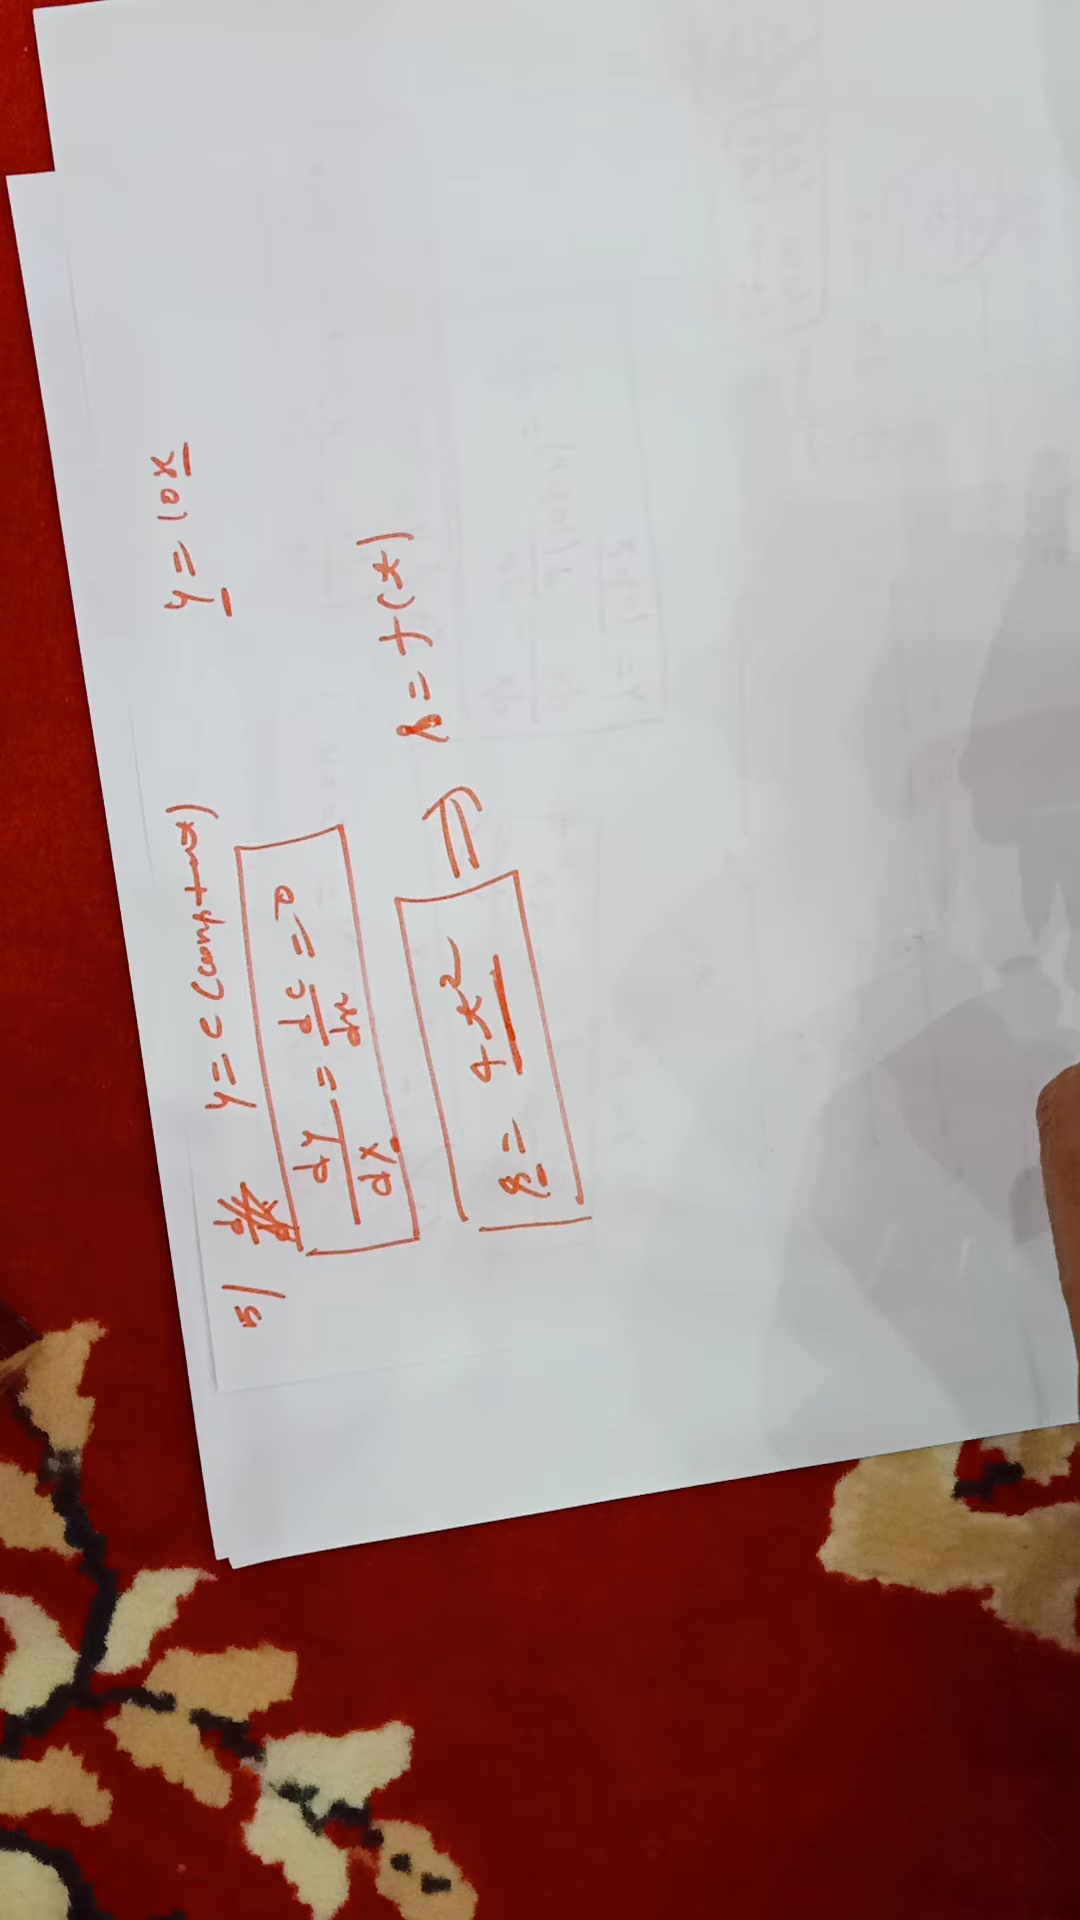 5) y = c (constant) y = 10x
dy/dx = dc/dx = 0
g = 4x² ⇒ g = f(x)